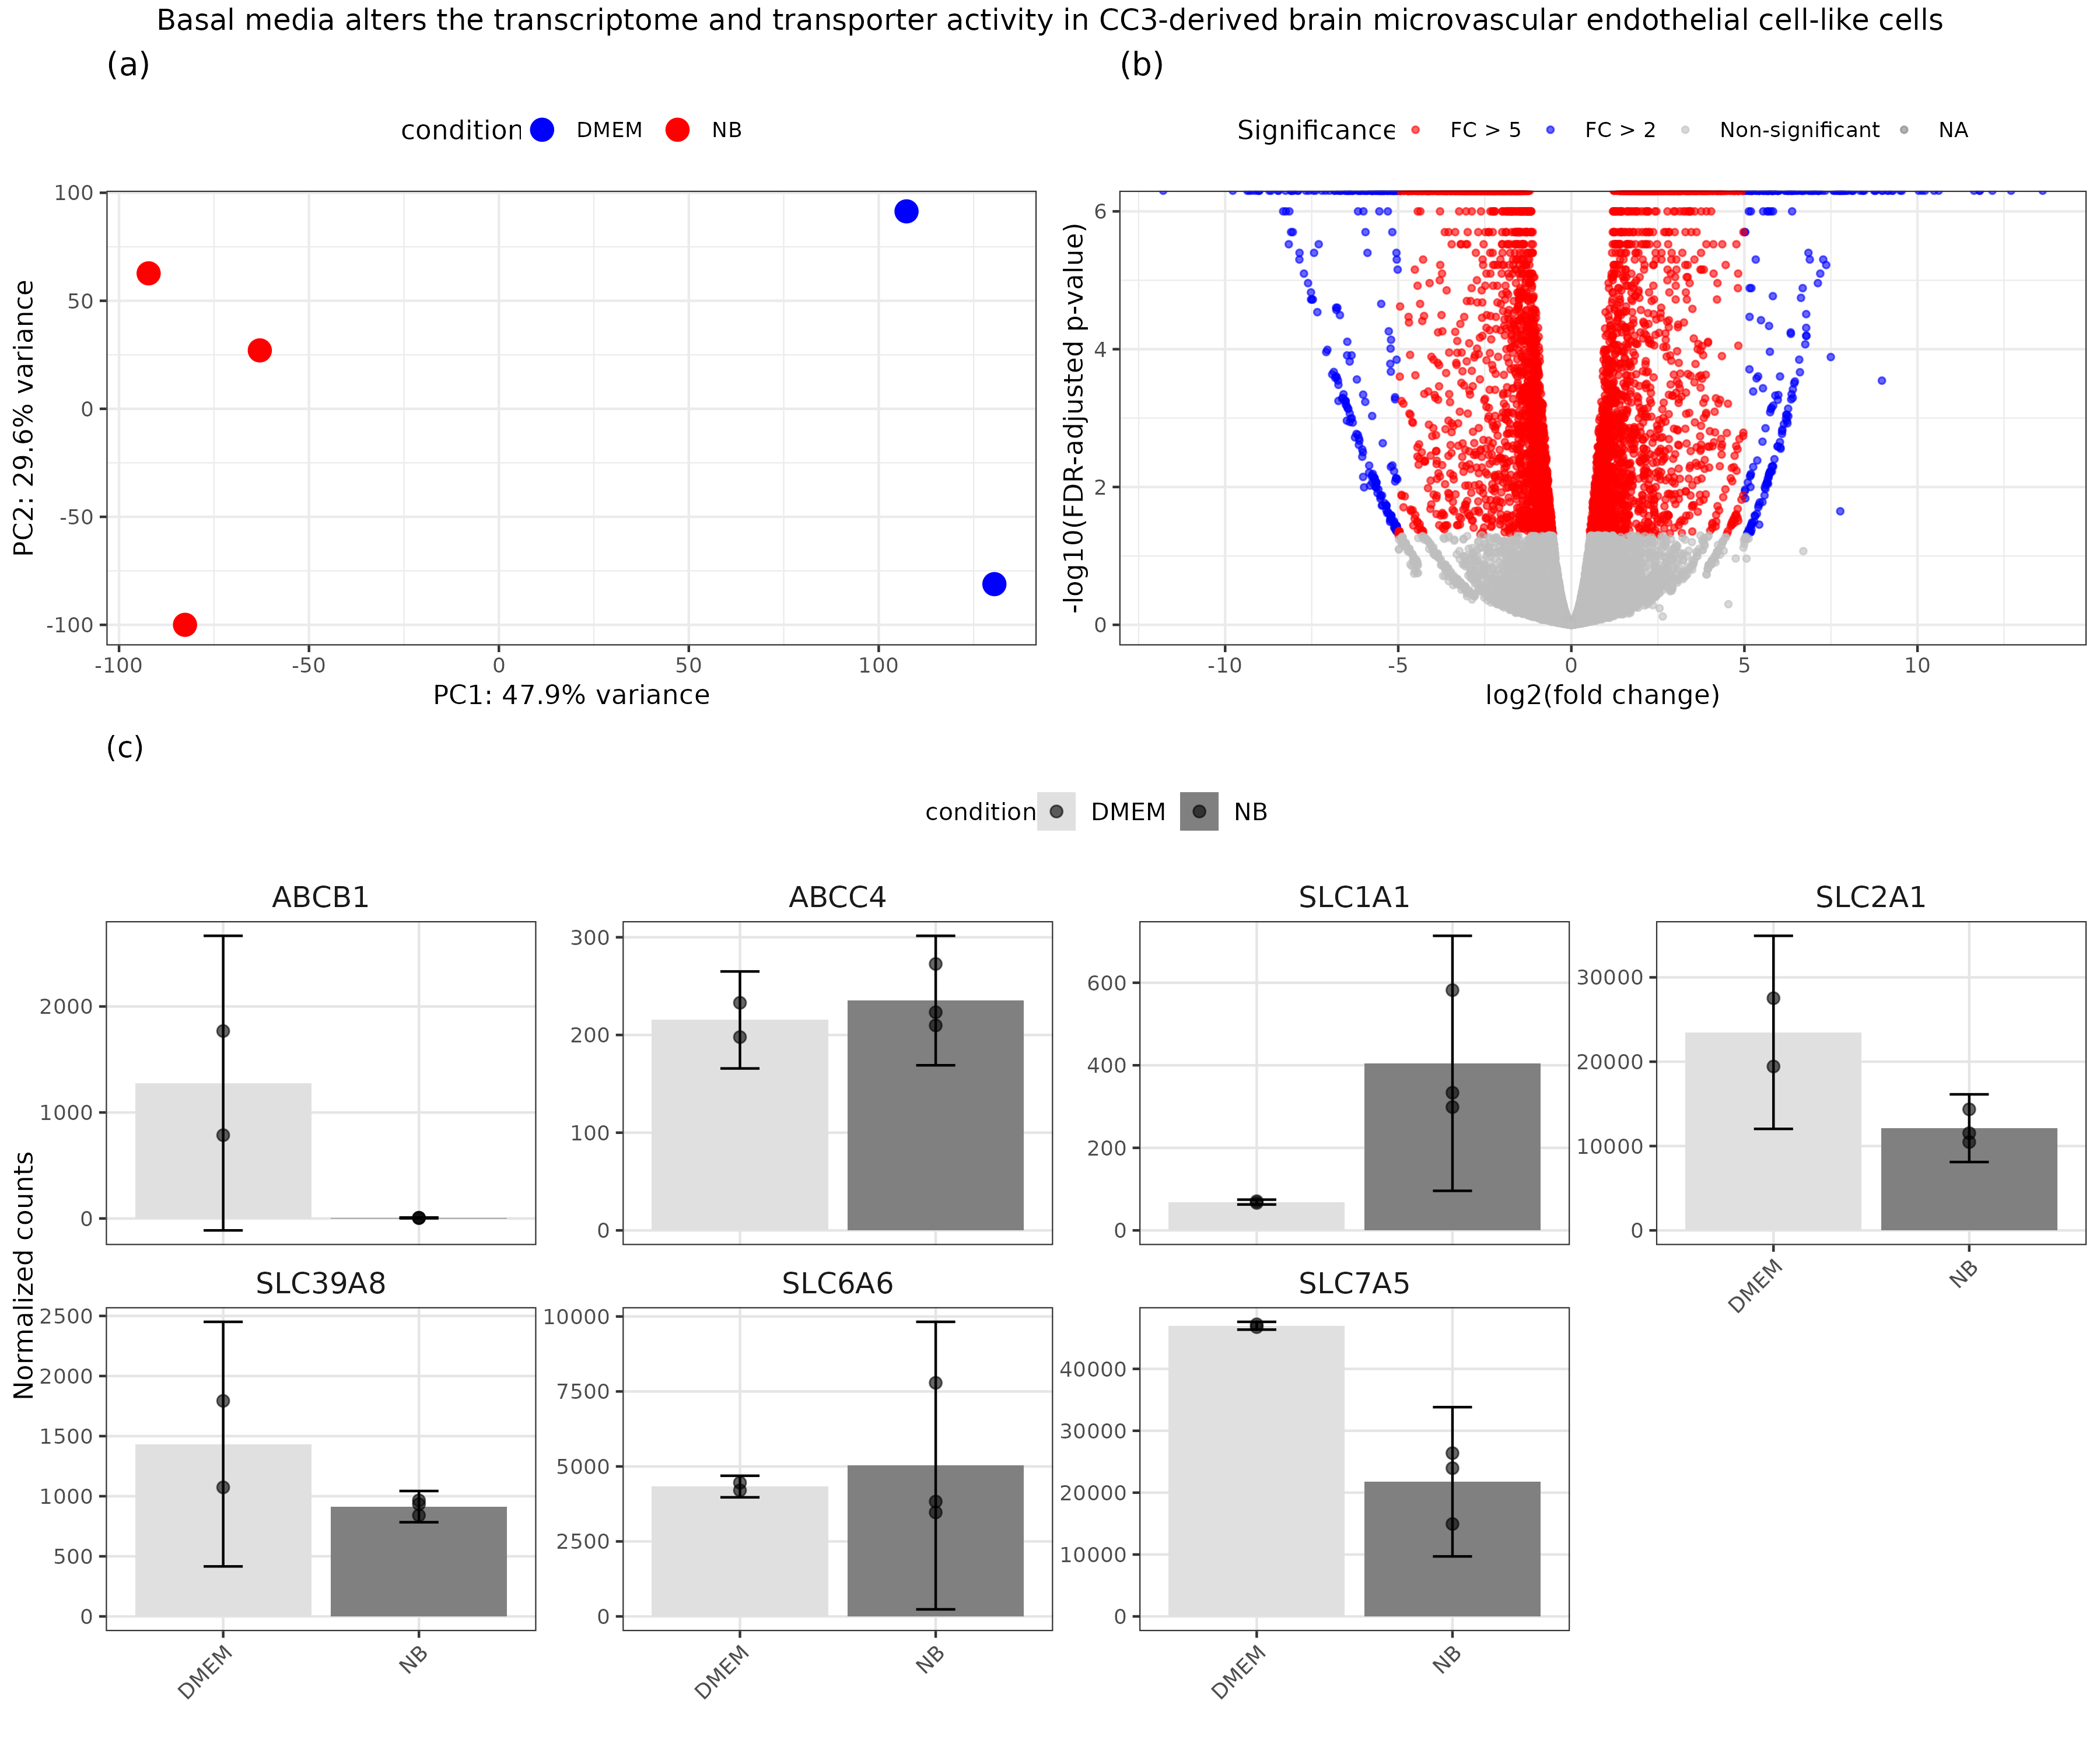 Basal media alters the transcriptome and transporter activity in CC3-derived brain microvascular endothelial cell-like cells
(a)
condition DMEM NB
PC2: 29.6% variance
100
50
0
-50
-100
-100 -50 0 50 100
PC1: 47.9% variance
(b)
Significance FC > 5 FC > 2 Non-significant NA
-log10(FDR-adjusted p-value)
6
4
2
0
-10 -5 0 5 10
log2(fold change)
(c)
condition DMEM NB
Normalized counts
ABCB1
2000
1000
0
ABCC4
300
200
100
0
SLC1A1
600
400
200
0
SLC2A1
30000
20000
10000
0
DMEM NB
SLC39A8
2500
2000
1500
1000
500
0
DMEM NB
SLC6A6
10000
7500
5000
2500
0
DMEM NB
SLC7A5
40000
30000
20000
10000
0
DMEM NB